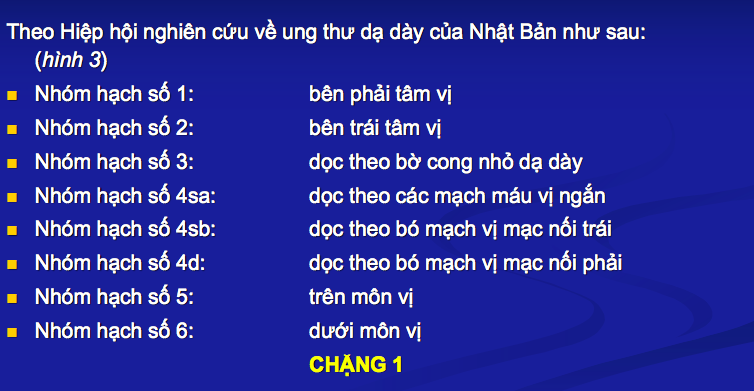 Theo Hiệp hội nghiên cứu về ung thư dạ dày của Nhật Bản như sau:
(hình 3)
Nhóm hạch số 1: bên phải tâm vị
Nhóm hạch số 2: bên trái tâm vị
Nhóm hạch số 3: dọc theo bờ cong nhỏ dạ dày
Nhóm hạch số 4sa: dọc theo các mạch máu vị ngắn
Nhóm hạch số 4sb: dọc theo bó mạch vị mạc nối trái
Nhóm hạch số 4d: dọc theo bó mạch vị mạc nối phải
Nhóm hạch số 5: trên môn vị
Nhóm hạch số 6: dưới môn vị
CHẶNG 1